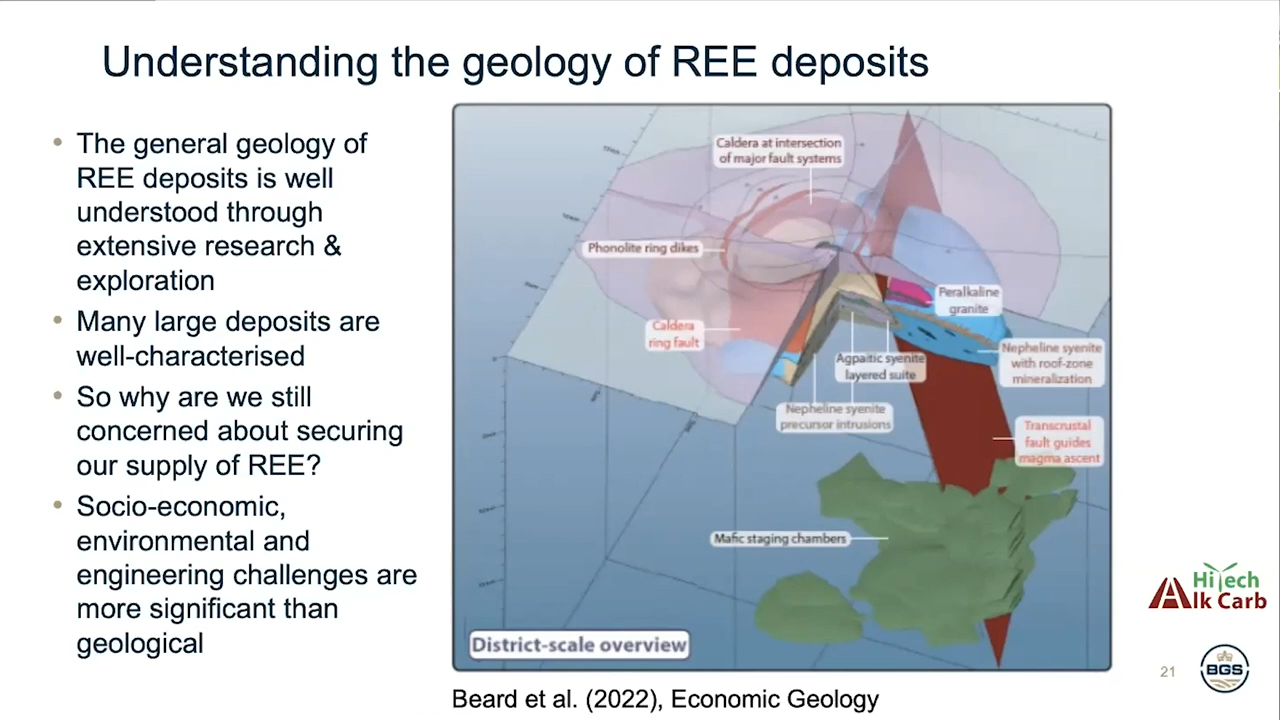 Understanding the geology of REE deposits
• The general geology of
REE deposits is well
understood through
extensive research &
exploration
• Many large deposits are
well-characterised
• So why are we still
concerned about securing
our supply of REE?
• Socio-economic,
environmental and
engineering challenges are
more significant than
geological
Caldera at intersection
of major fault systems
Phonolite ring dikes
Caldera
ring fault
Peralkaline
granite
Nepheline syenite
with roof-zone
mineralization
Agpaitic syenite
layered suite
Nepheline syenite
precursor intrusions
Transcrustal
fault guides
magma ascent
Mafic staging chambers
District-scale overview
Beard et al. (2022), Economic Geology
HiTech
Alk Carb
21
BGS